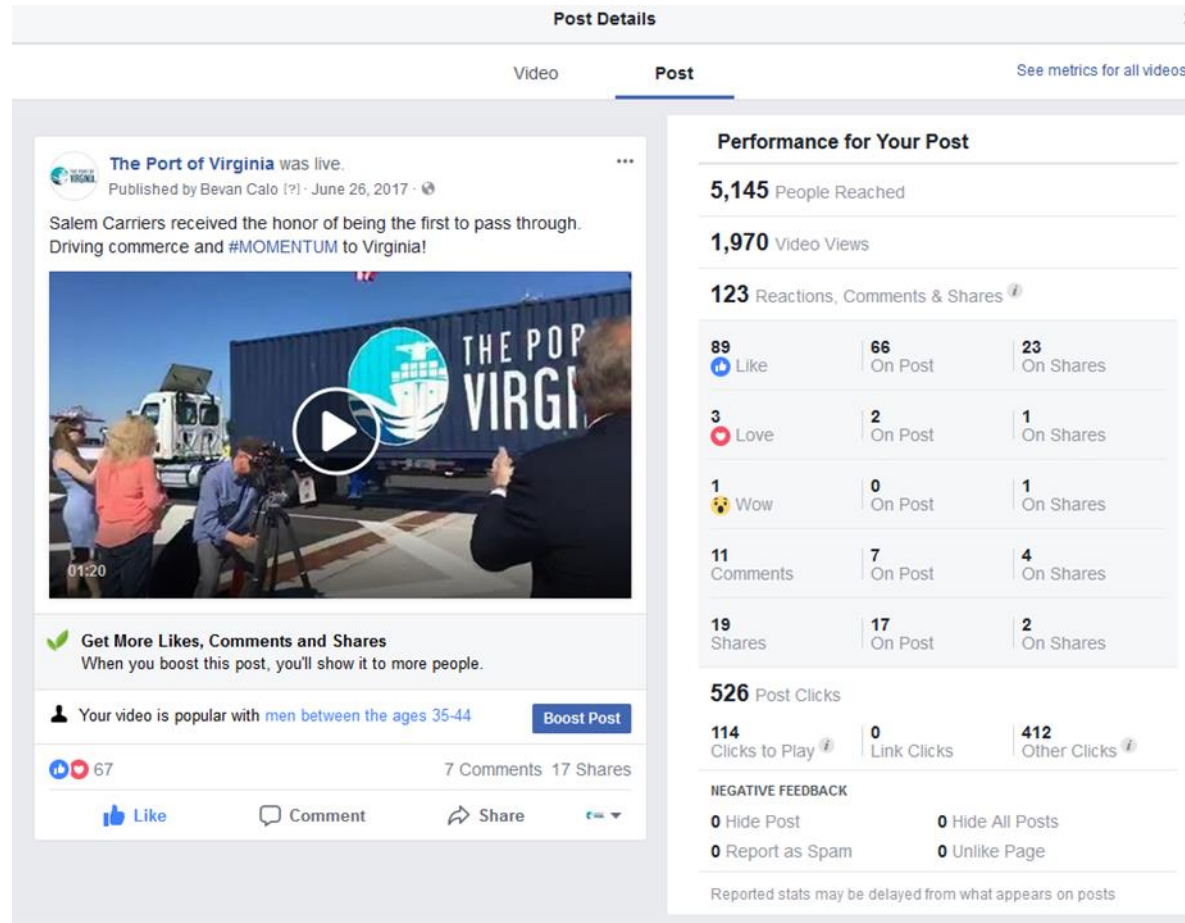 Post Details
Video
Post
See metrics for all videos
The Port of Virginia was live.
Published by Bevan Calo [?] · June 26, 2017 ·
Salem Carriers received the honor of being the first to pass through.
Driving commerce and #MOMENTUM to Virginia!
THE POR
VIRGI
01:20
Get More Likes, Comments and Shares
When you boost this post, you'll show it to more people.
Your video is popular with men between the ages 35-44
Boost Post
67
7 Comments 17 Shares
Like
Comment
Share
Performance for Your Post
5,145 People Reached
1,970 Video Views
123 Reactions, Comments & Shares
89
Like
66
On Post
23
On Shares
3
Love
2
On Post
1
On Shares
1
Wow
0
On Post
1
On Shares
11
Comments
7
On Post
4
On Shares
19
Shares
17
On Post
2
On Shares
526 Post Clicks
114
Clicks to Play
0
Link Clicks
412
Other Clicks
NEGATIVE FEEDBACK
0 Hide Post
0 Hide All Posts
0 Report as Spam
0 Unlike Page
Reported stats may be delayed from what appears on posts